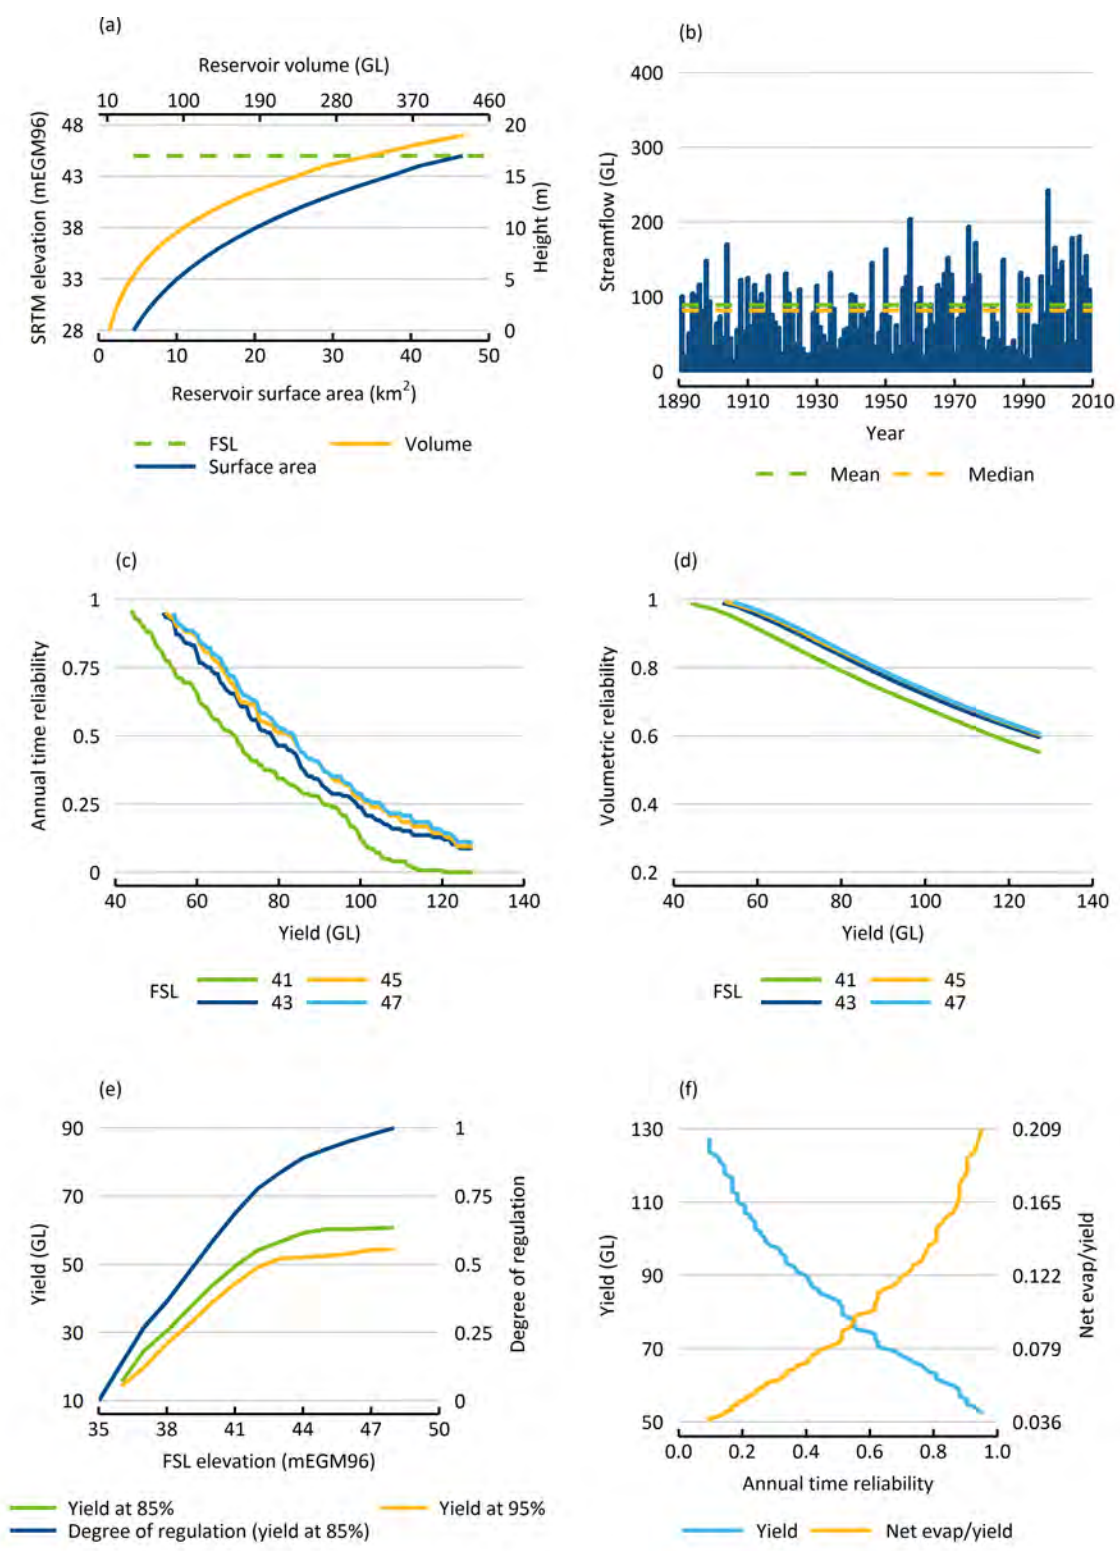 (a)
Reservoir volume (GL)
10 100 190 280 370 460
SRTM elevation (mEGM96)
48
43
38
33
28
20
15
10
5
0
Height (m)
0 10 20 30 40 50
Reservoir surface area (km2)
FSL Volume
Surface area
(b)
Streamflow (GL)
400
300
200
100
0
1890 1910 1930 1950 1970 1990 2010
Year
Mean Median
(c)
Annual time reliability
1
0.75
0.5
0.25
0
40 60 80 100 120 140
Yield (GL)
FSL
41 45
43 47
(d)
Volumetric reliability
1
0.8
0.6
0.4
0.2
40 60 80 100 120 140
Yield (GL)
FSL
41 45
43 47
(e)
Yield (GL)
90
70
50
30
10
1
0.75
0.5
0.25
0
Degree of regulation
35 38 41 44 47 50
FSL elevation (mEGM96)
Yield at 85% Yield at 95%
Degree of regulation (yield at 85%)
(f)
Yield (GL)
130
110
90
70
50
0.209
0.165
0.122
0.079
0.036
Net evap/yield
0.0 0.2 0.4 0.6 0.8 1.0
Annual time reliability
Yield Net evap/yield